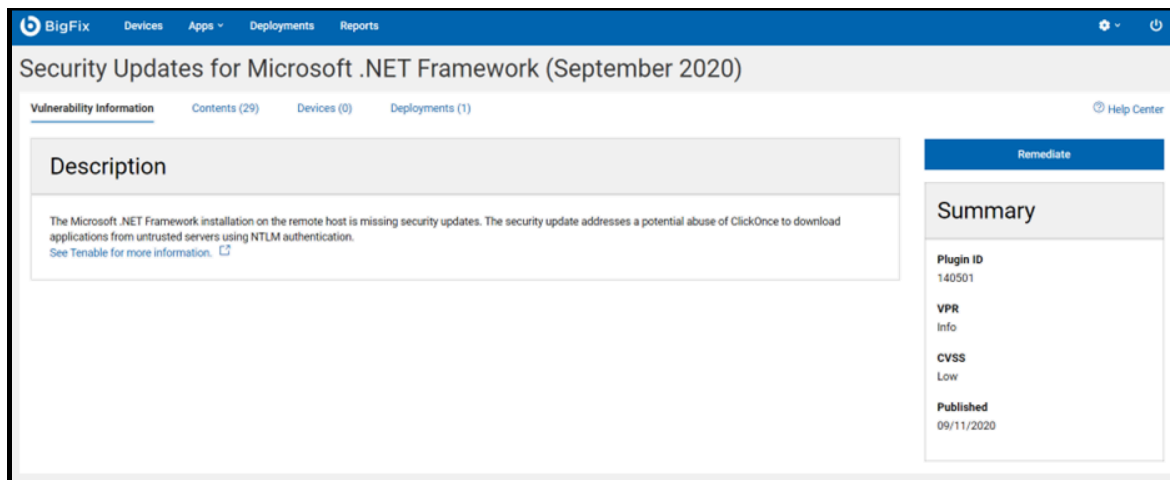 BigFix Devices Apps Deployments Reports
Security Updates for Microsoft .NET Framework (September 2020)
Vulnerability Information Contents (29) Devices (0) Deployments (1) Help Center
Description
The Microsoft .NET Framework installation on the remote host is missing security updates. The security update addresses a potential abuse of ClickOnce to download
applications from untrusted servers using NTLM authentication.
See Tenable for more information.
Remediate
Summary
Plugin ID
140501
VPR
Info
CVSS
Low
Published
09/11/2020